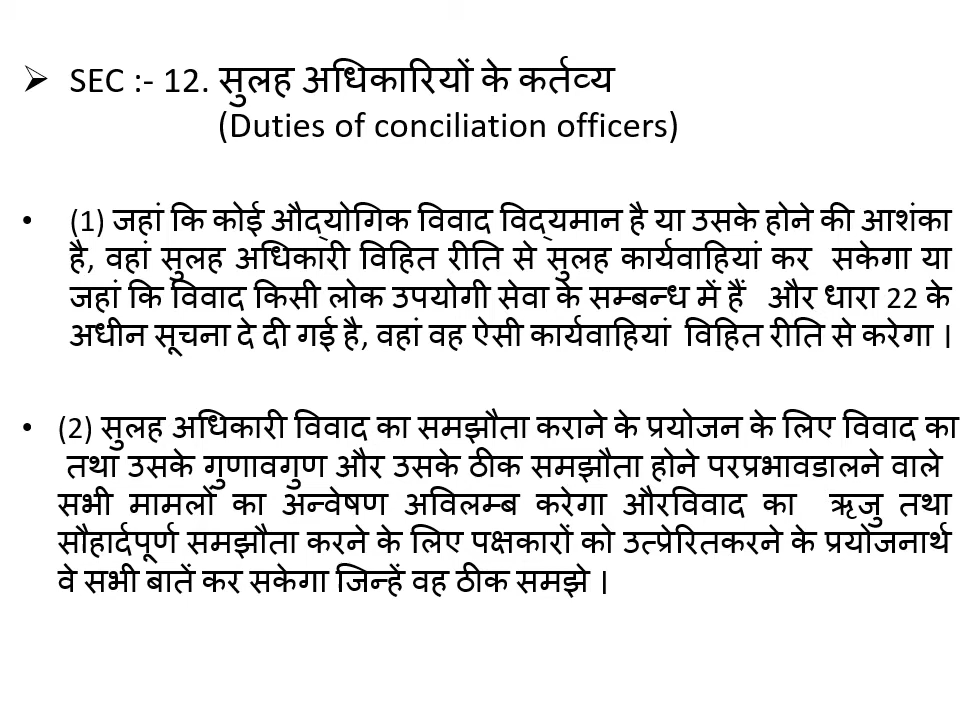 ➢ SEC :- 12. सुलह अधिकारियों के कर्तव्य
(Duties of conciliation officers)
• (1) जहां कि कोई औद्योगिक विवाद विद्यमान है या उसके होने की आशंका
है, वहां सुलह अधिकारी विहित रीति से सुलह कार्यवाहियां कर सकेगा या
जहां कि विवाद किसी लोक उपयोगी सेवा के सम्बन्ध में हैं और धारा 22 के
अधीन सूचना दे दी गई है, वहां वह ऐसी कार्यवाहियां विहित रीति से करेगा ।
• (2) सुलह अधिकारी विवाद का समझौता कराने के प्रयोजन के लिए विवाद का
तथा उसके गुणावगुण और उसके ठीक समझौता होने परप्रभावडालने वाले
सभी मामलों का अन्वेषण अविलम्ब करेगा औरविवाद का ऋजु तथा
सौहार्दपूर्ण समझौता करने के लिए पक्षकारों को उत्प्रेरितकरने के प्रयोजनार्थ
वे सभी बातें कर सकेगा जिन्हें वह ठीक समझे ।